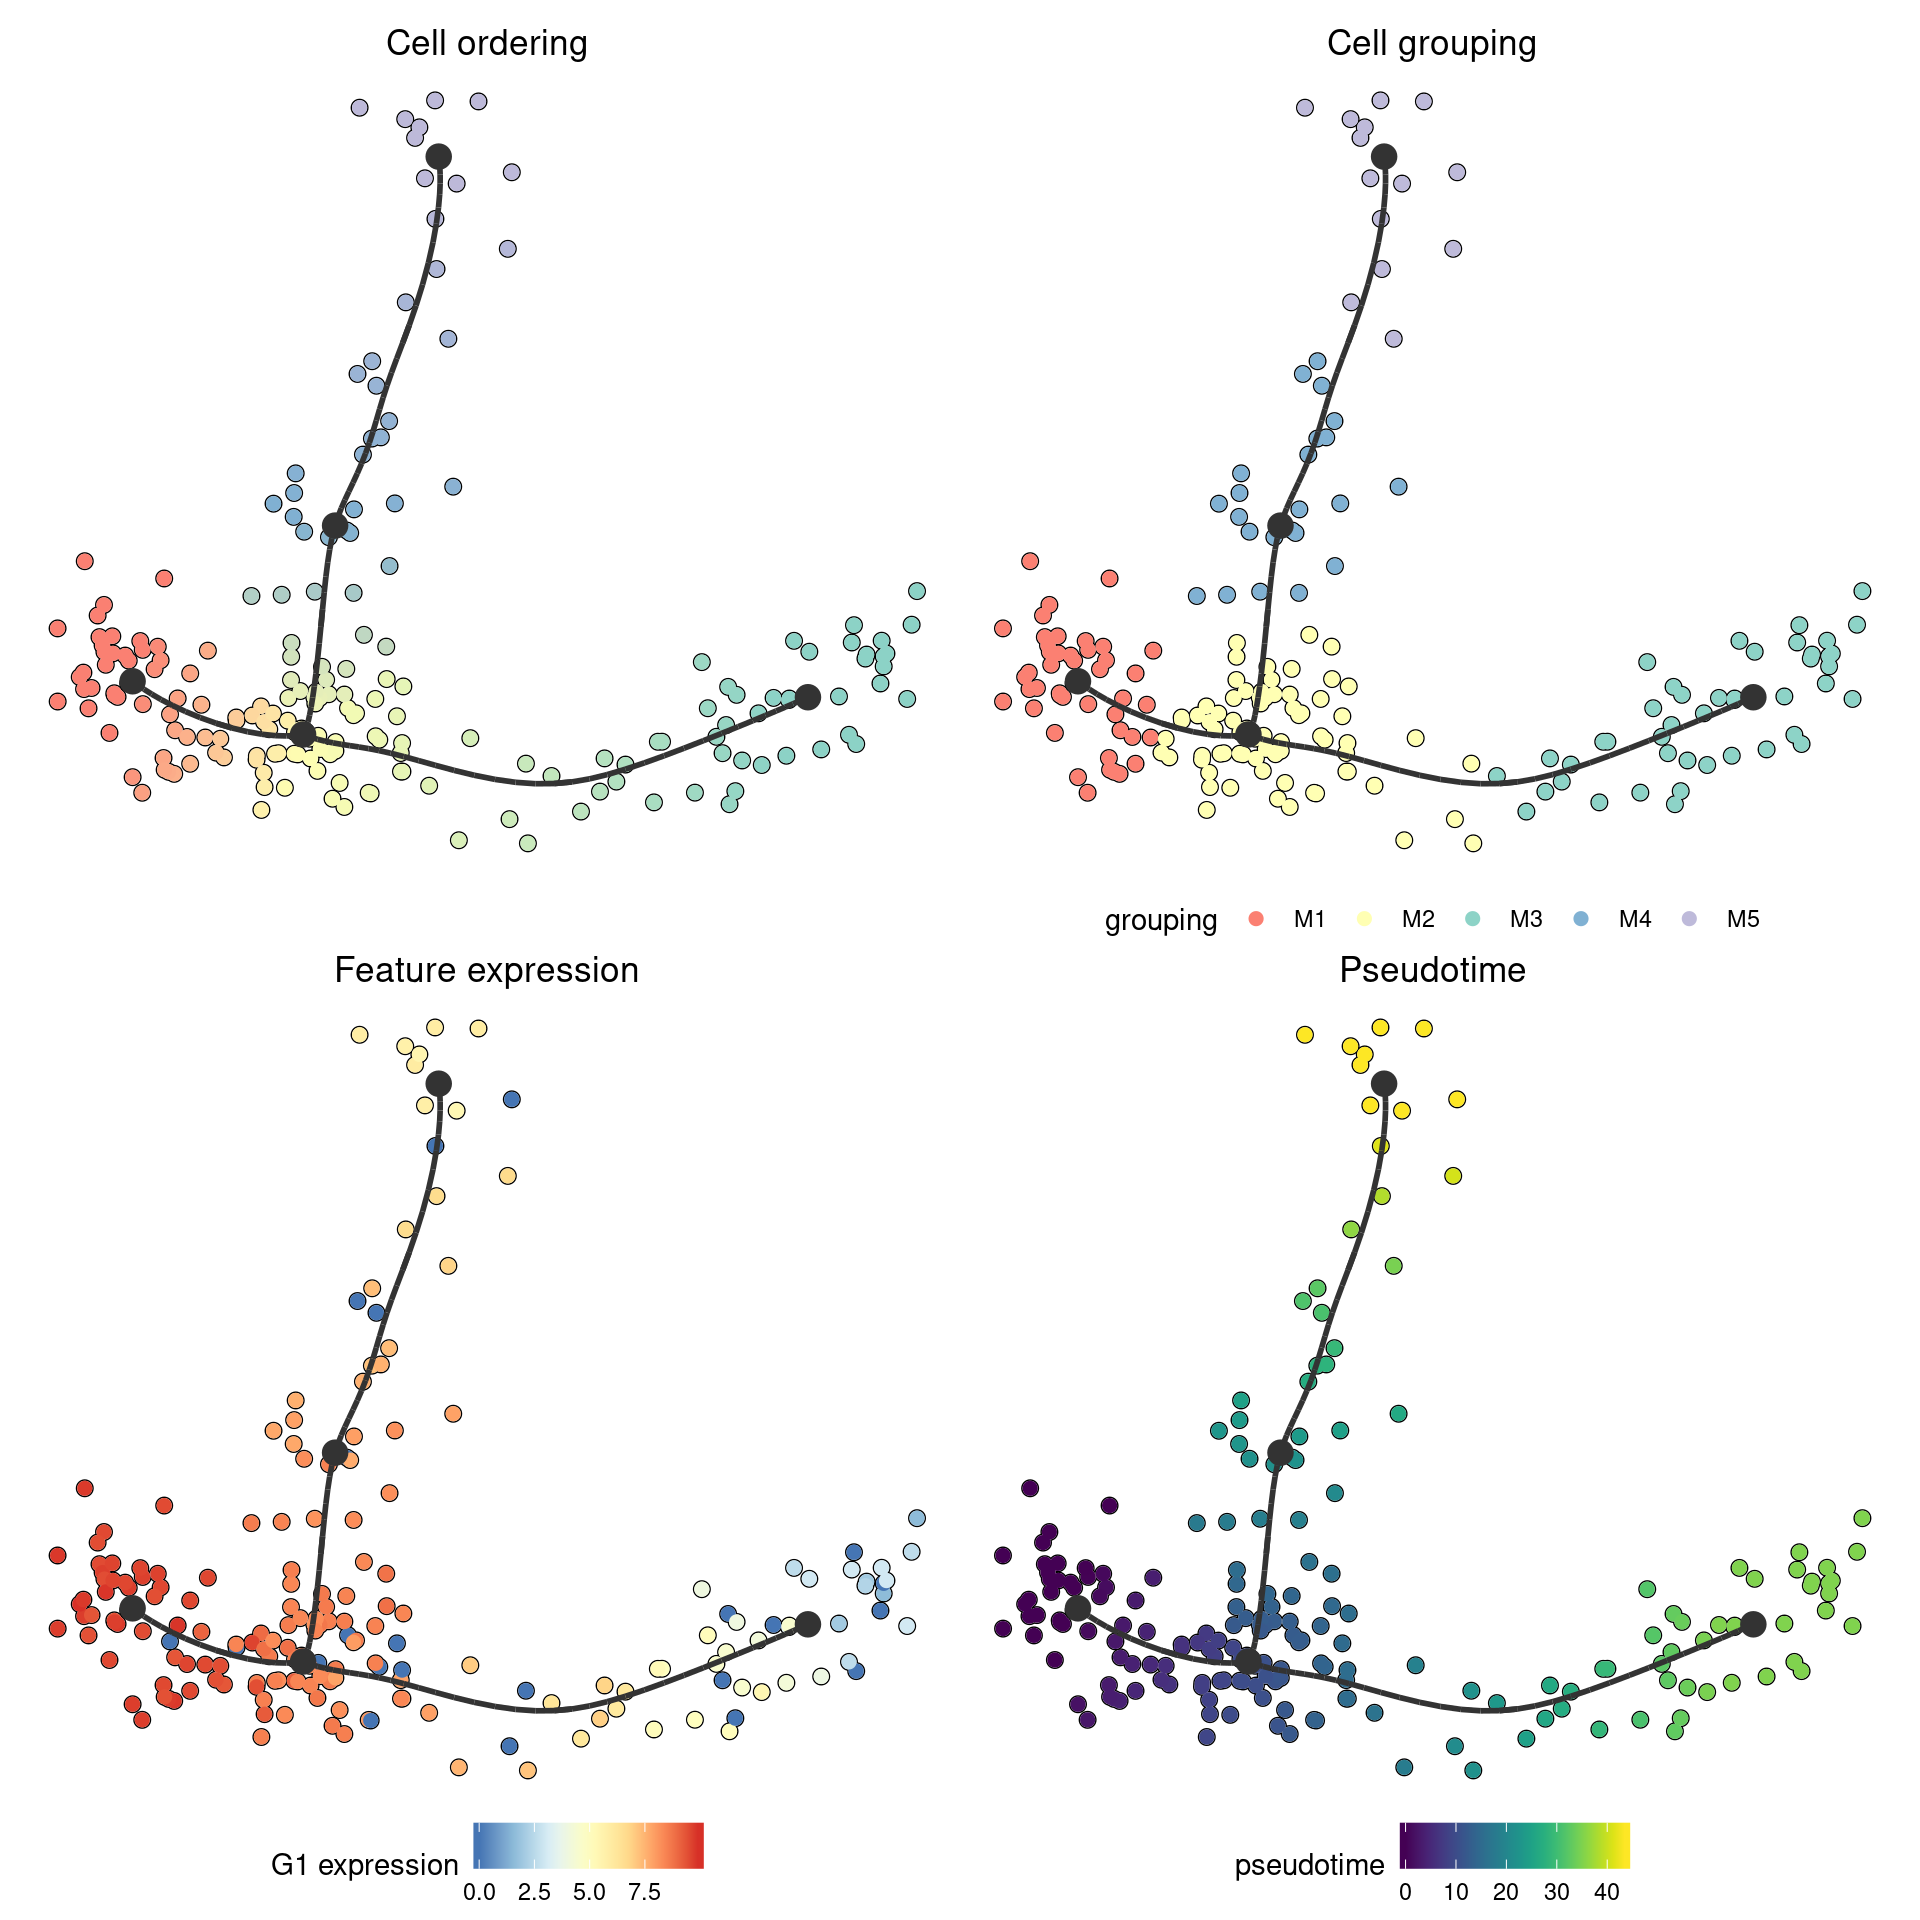 Cell ordering
Cell grouping
grouping M1 M2 M3 M4 M5
Feature expression
Pseudotime
G1 expression
0.0 2.5 5.0 7.5
pseudotime
0 10 20 30 40